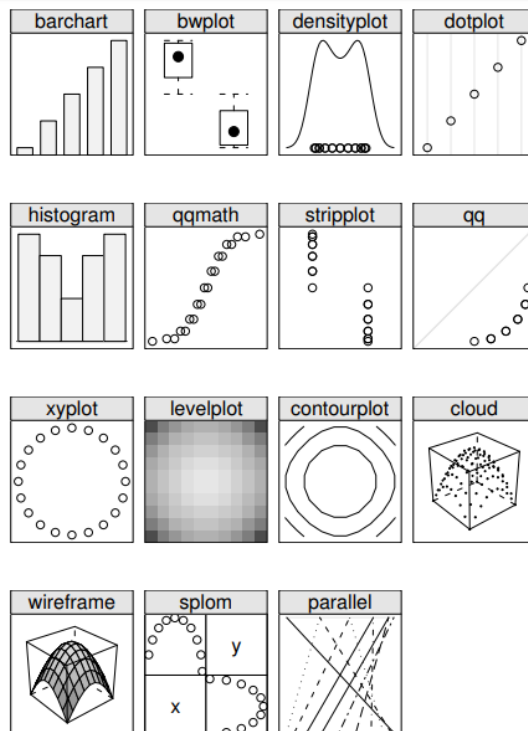 barchart
bwplot
densityplot
dotplot
histogram
qqmath
stripplot
qq
xyplot
levelplot
contourplot
cloud
wireframe
splom
parallel
y
x